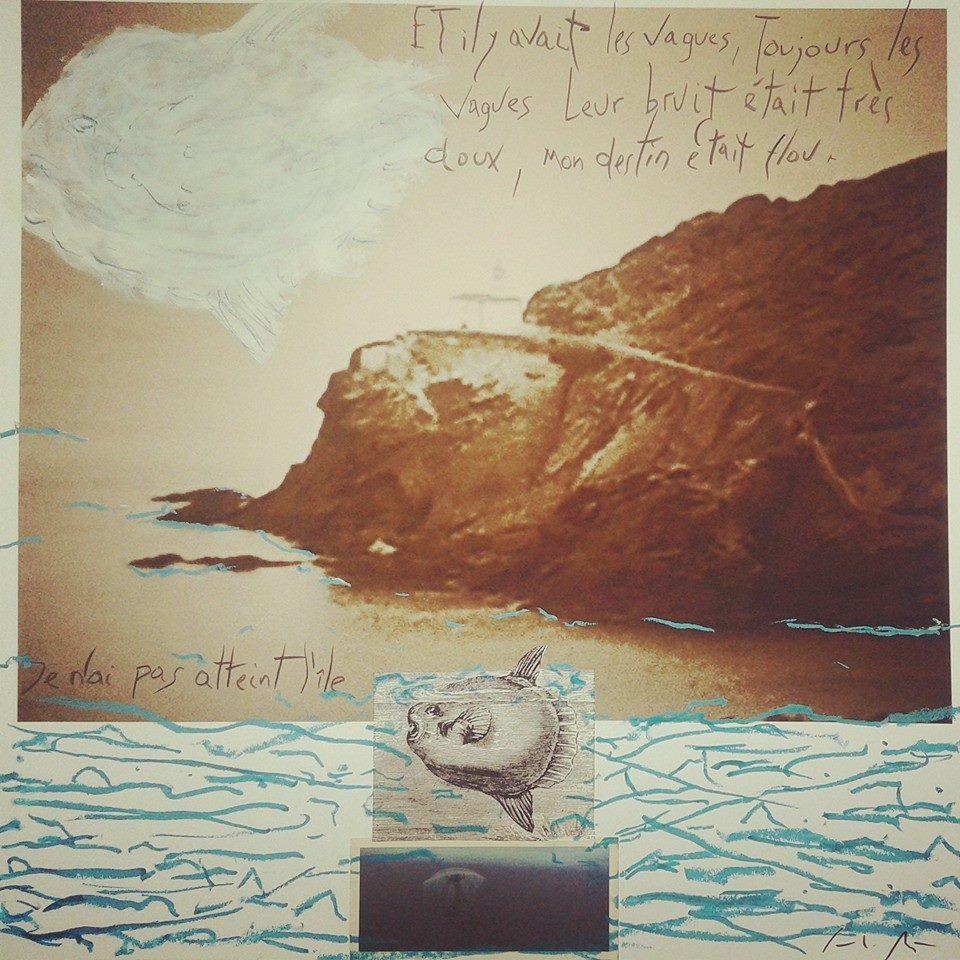 ET il y avait les vagues, Toujours les
vagues Leur bruit était très
doux, mon destin était flou.
Je n'ai pas atteint l'île